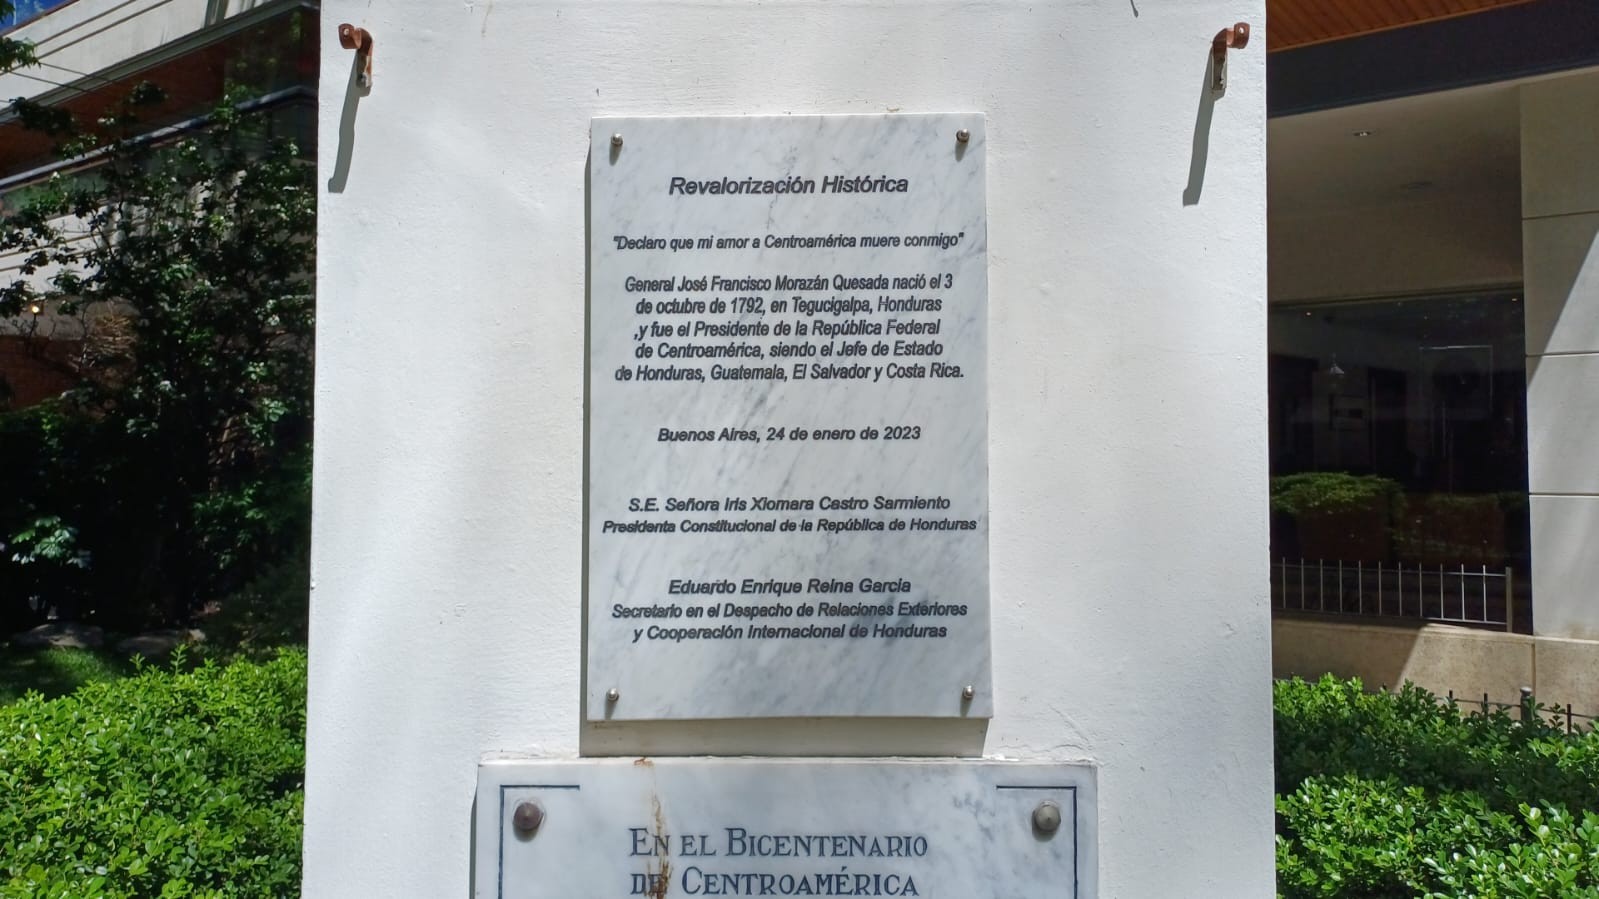 Revalorización Histórica
"Declaro que mi amor a Centroamérica muere conmigo"
General José Francisco Morazán Quesada nació el 3
de octubre de 1792, en Tegucigalpa, Honduras
,y fue el Presidente de la República Federal
de Centroamérica, siendo el Jefe de Estado
de Honduras, Guatemala, El Salvador y Costa Rica.
Buenos Aires, 24 de enero de 2023
S.E. Señora Iris Xiomara Castro Sarmiento
Presidenta Constitucional de la República de Honduras
Eduardo Enrique Reina Garcia
Secretario en el Despacho de Relaciones Exteriores
y Cooperación Internacional de Honduras
EN EL BICENTENARIO
DE CENTROAMÉRICA